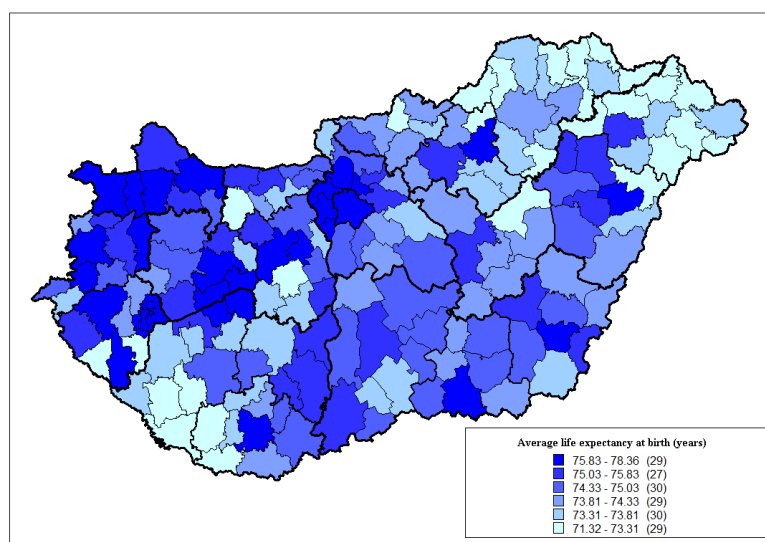 Average life expectancy at birth (years)
75.83 - 78.36 (29)
75.03 - 75.83 (27)
74.33 - 75.03 (30)
73.81 - 74.33 (29)
73.31 - 73.81 (30)
71.32 - 73.31 (29)